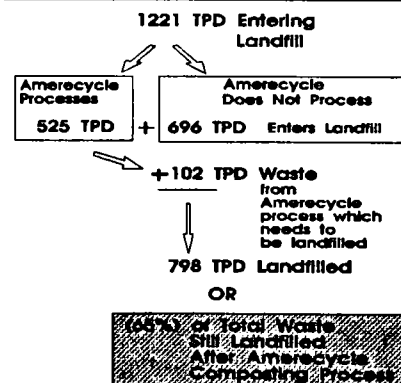 1221 TPD Entering
Landfill
Amerecycle
Processes
525 TPD
+
Amerecycle
Does Not Process
696 TPD Enters Landfill
+102 TPD Waste
from
Amerecycle
process which
needs to
be landfilled
798 TPD Landfilled
OR
(65%) of Total Waste
Still Landfilled
After Amerecycle
Composting Process